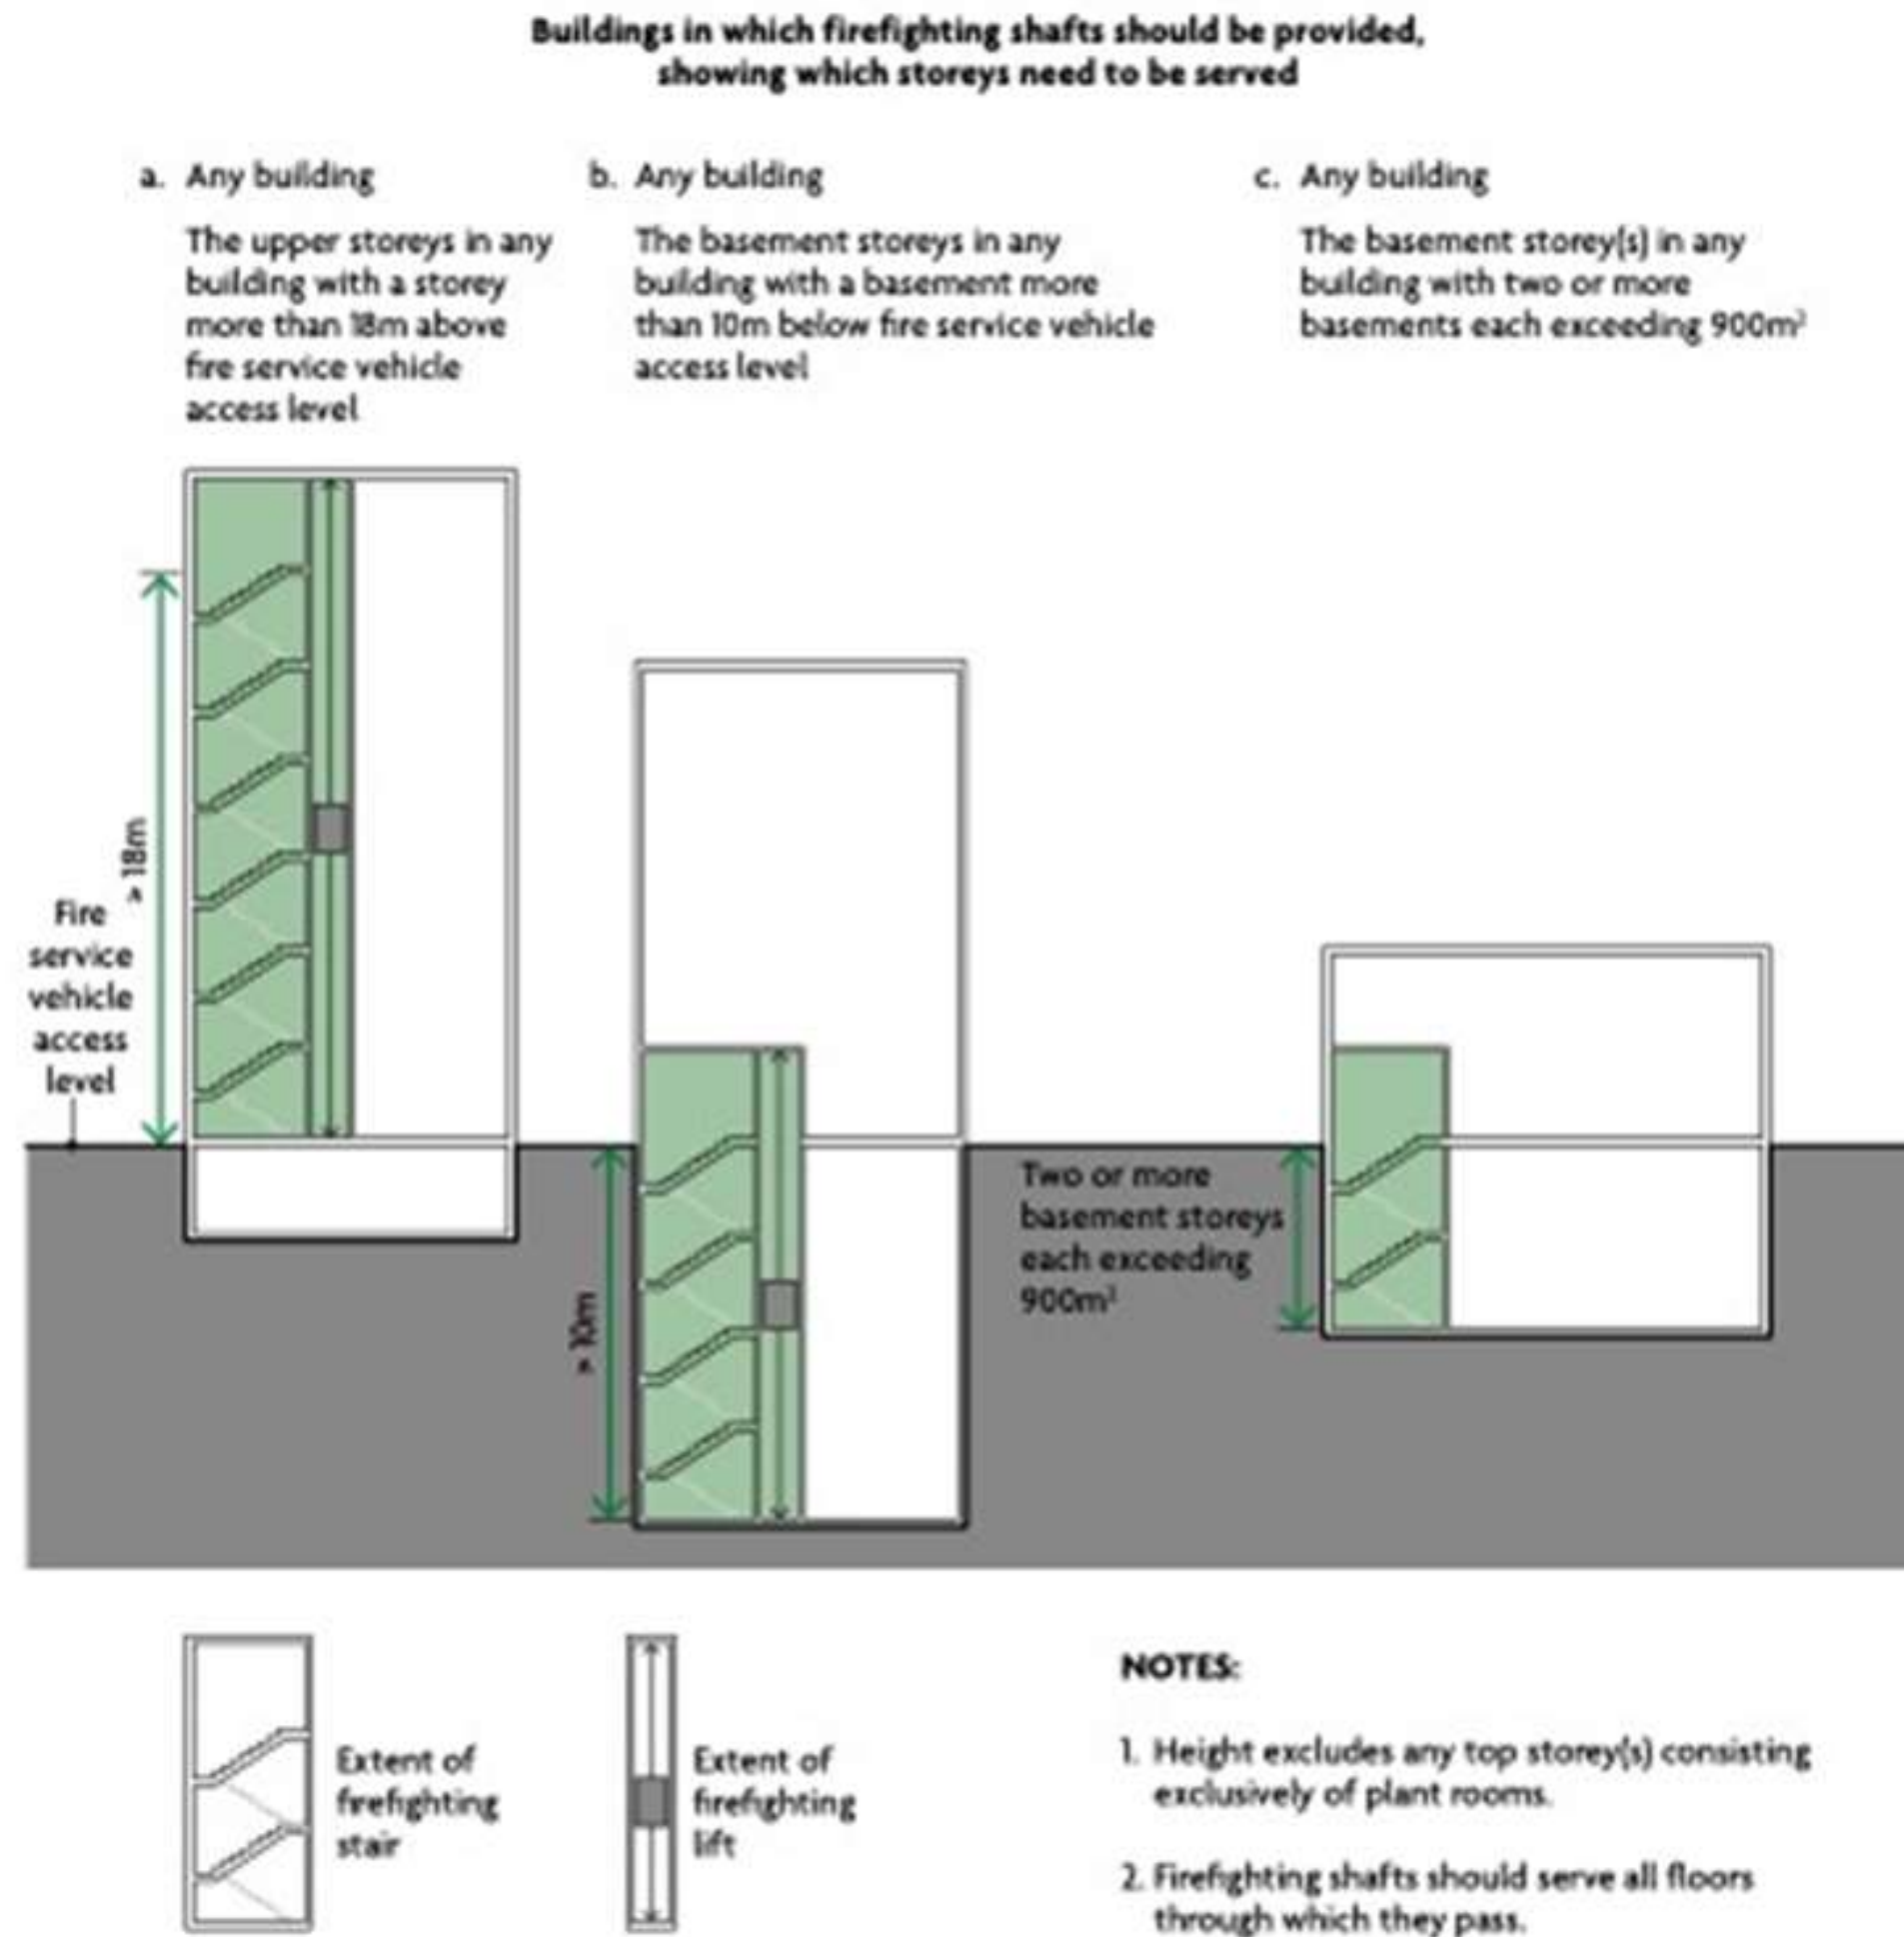 Buildings in which firefighting shafts should be provided,
showing which storeys need to be served
a. Any building
The upper storeys in any
building with a storey
more than 18m above
fire service vehicle
access level
b. Any building
The basement storeys in any
building with a basement more
than 10m below fire service vehicle
access level
c. Any building
The basement storey(s) in any
building with two or more
basements each exceeding 900m²
> 18m
Fire
service
vehicle
access
level
> 10m
Two or more
basement storeys
each exceeding
900m²
Extent of
firefighting
stair
Extent of
firefighting
lift
NOTES:
1. Height excludes any top storey(s) consisting
exclusively of plant rooms.
2. Firefighting shafts should serve all floors
through which they pass.